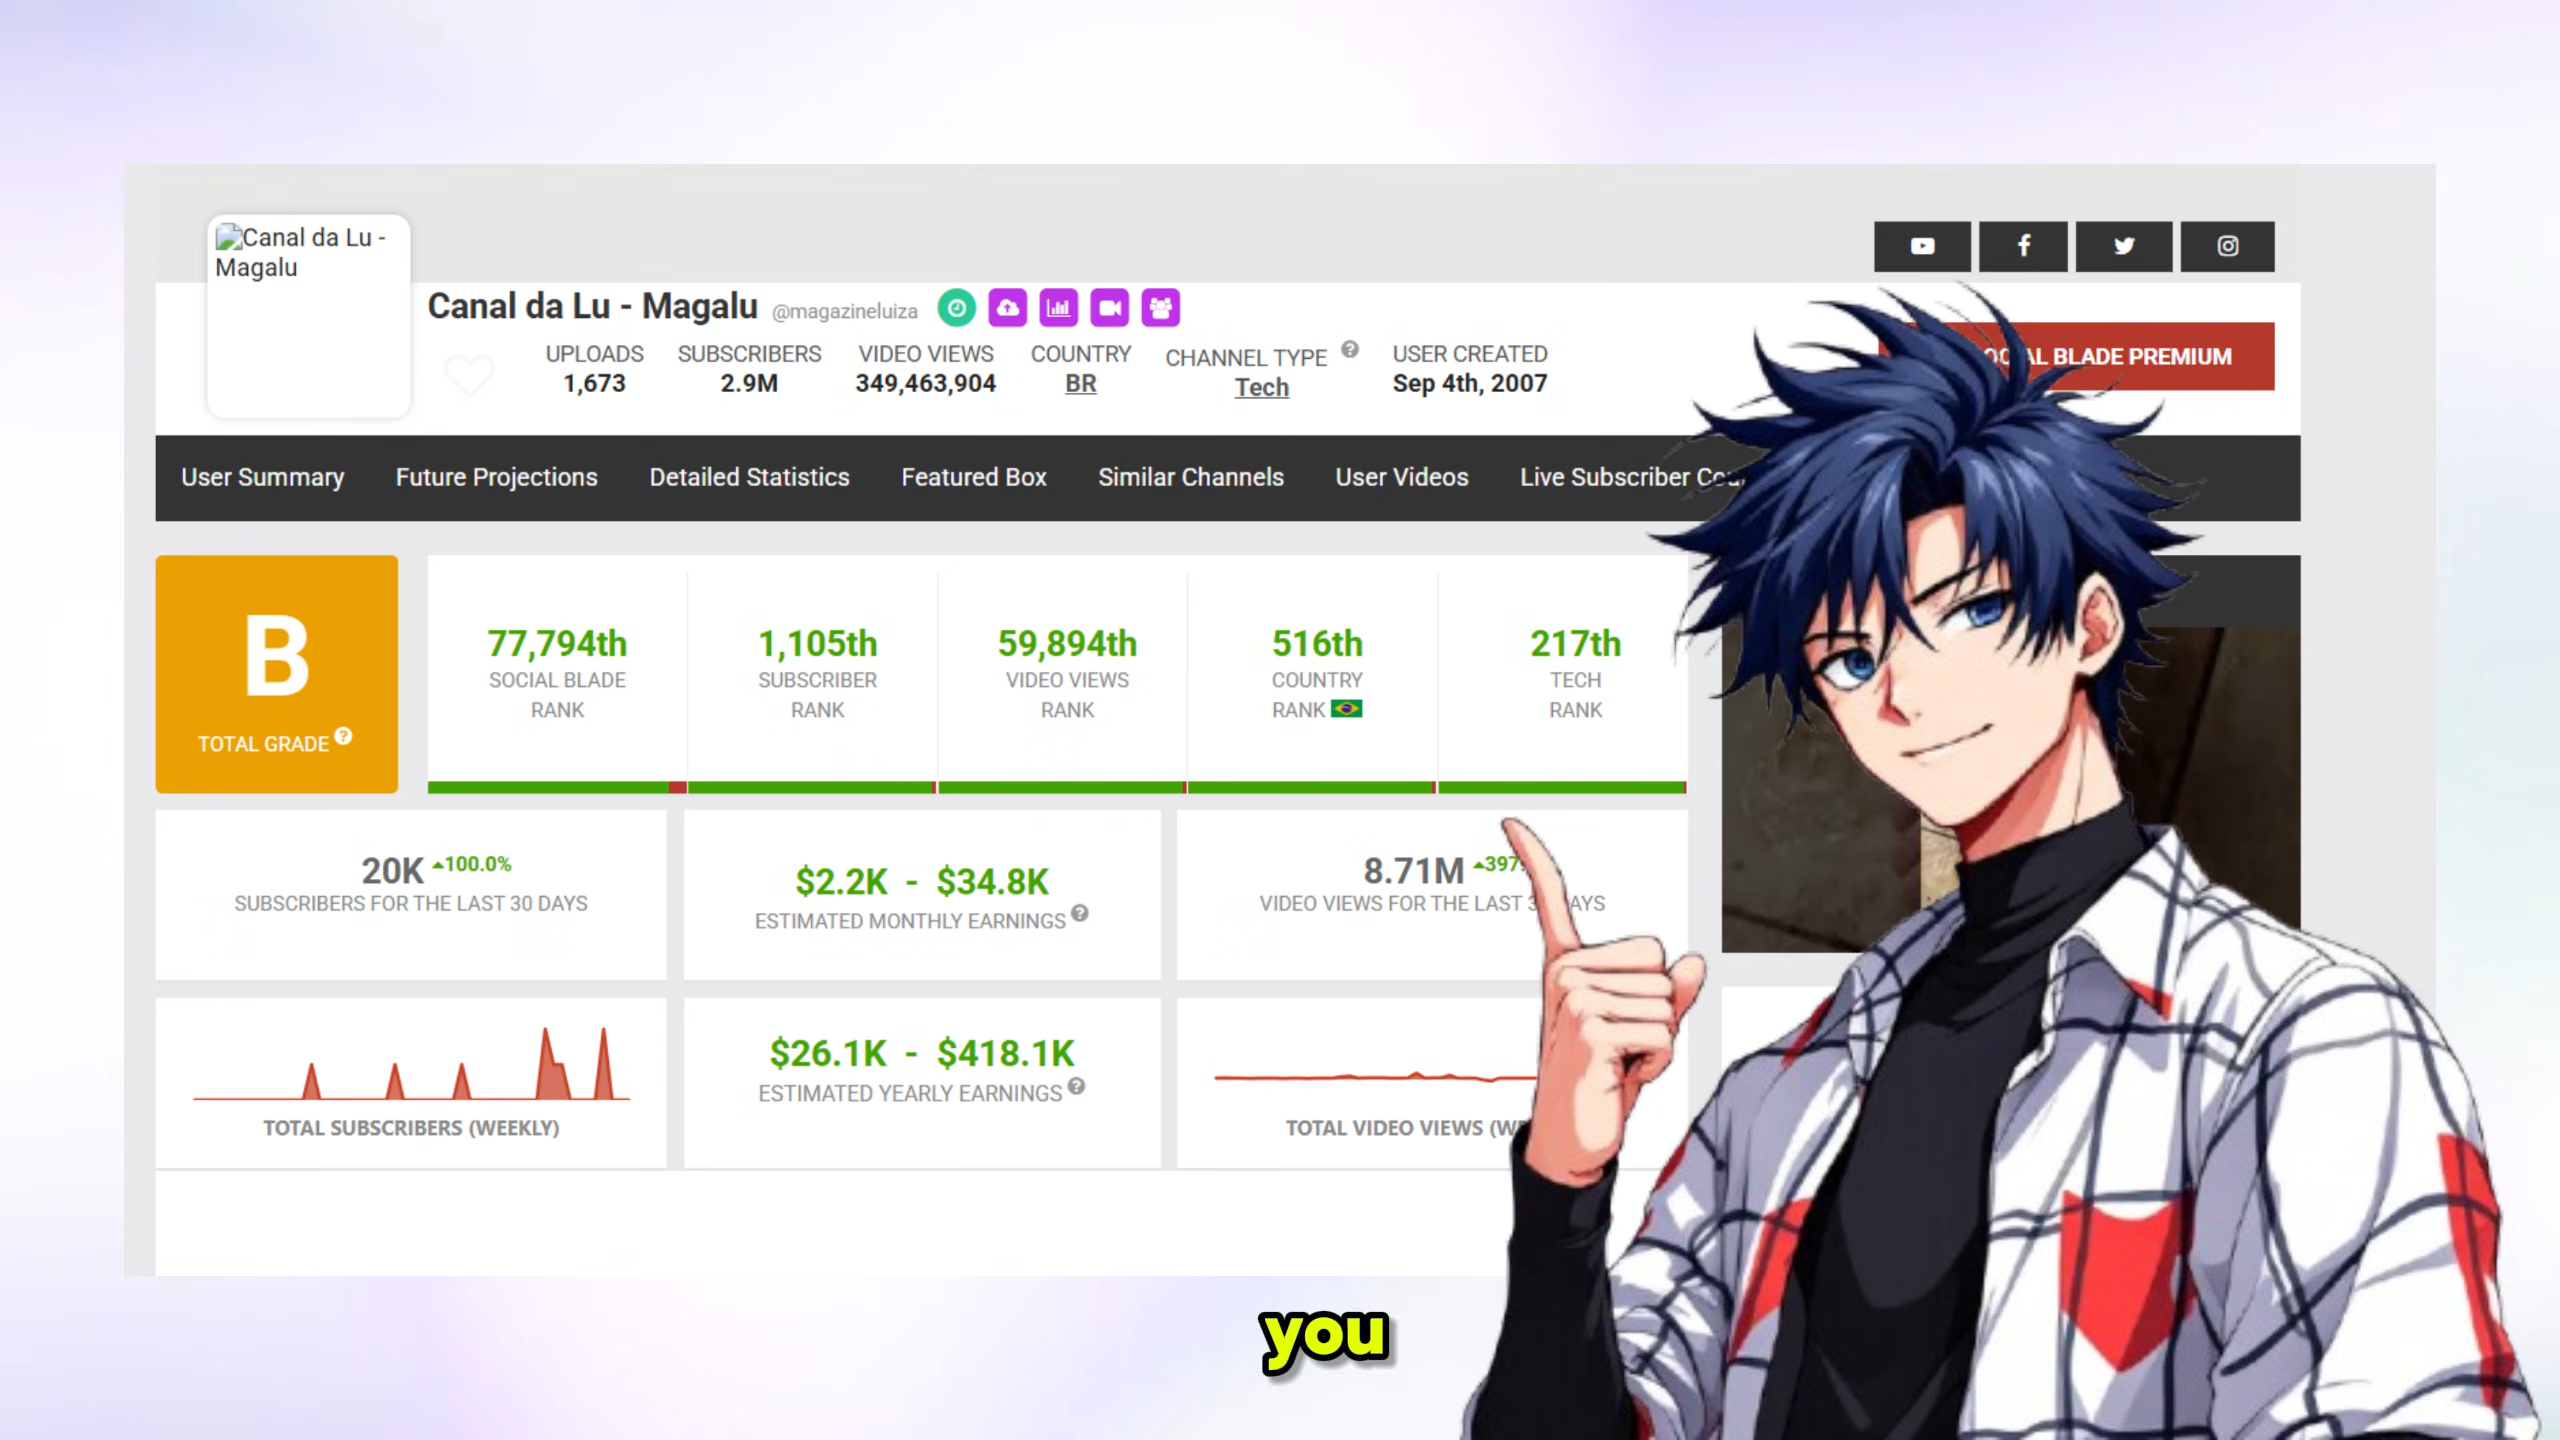 Canal da Lu -
Magalu
Canal da Lu - Magalu @magazineluiza
UPLOADS SUBSCRIBERS VIDEO VIEWS COUNTRY CHANNEL TYPE USER CREATED
1,673 2.9M 349,463,904 BR Tech Sep 4th, 2007
BLADE PREMIUM
User Summary Future Projections Detailed Statistics Featured Box Similar Channels User Videos Live Subscriber
B
TOTAL GRADE
77,794th
SOCIAL BLADE
RANK
1,105th
SUBSCRIBER
RANK
59,894th
VIDEO VIEWS
RANK
516th
COUNTRY
RANK
217th
TECH
RANK
20K 100.0%
SUBSCRIBERS FOR THE LAST 30 DAYS
$2.2K - $34.8K
ESTIMATED MONTHLY EARNINGS
8.71M 397
VIDEO VIEWS FOR THE LAST
TOTAL SUBSCRIBERS (WEEKLY)
$26.1K - $418.1K
ESTIMATED YEARLY EARNINGS
TOTAL VIDEO VIEWS
you